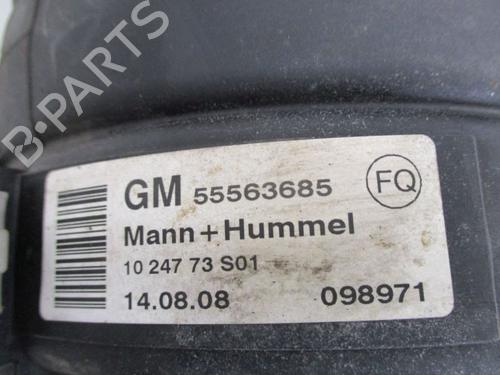 B-PARTS
GM 55563685 FQ
Mann+Hummel
10 247 73 S01
14.08.08 098971